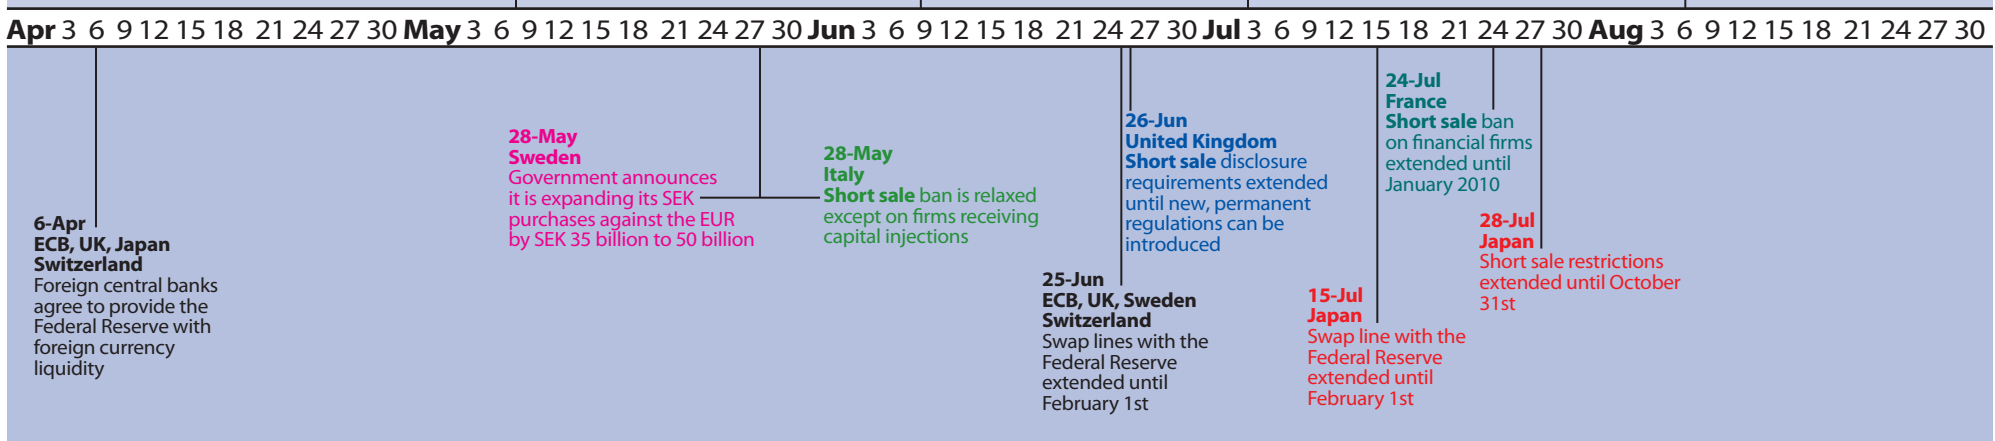 Apr 3 6 9 12 15 18 21 24 27 30 May 3 6 9 12 15 18 21 24 27 30 Jun 3 6 9 12 15 18 21 24 27 30 Jul 3 6 9 12 15 18 21 24 27 30 Aug 3 6 9 12 15 18 21 24 27 30
6-Apr
ECB, UK, Japan
Switzerland
Foreign central banks
agree to provide the
Federal Reserve with
foreign currency
liquidity
28-May
Sweden
Government announces
it is expanding its SEK
purchases against the EUR
by SEK 35 billion to 50 billion
28-May
Italy
Short sale ban is relaxed
except on firms receiving
capital injections
25-Jun
ECB, UK, Sweden
Switzerland
Swap lines with the
Federal Reserve
extended until
February 1st
26-Jun
United Kingdom
Short sale disclosure
requirements extended
until new, permanent
regulations can be
introduced
15-Jul
Japan
Swap line with the
Federal Reserve
extended until
February 1st
24-Jul
France
Short sale ban
on financial firms
extended until
January 2010
28-Jul
Japan
Short sale restrictions
extended until October
31st